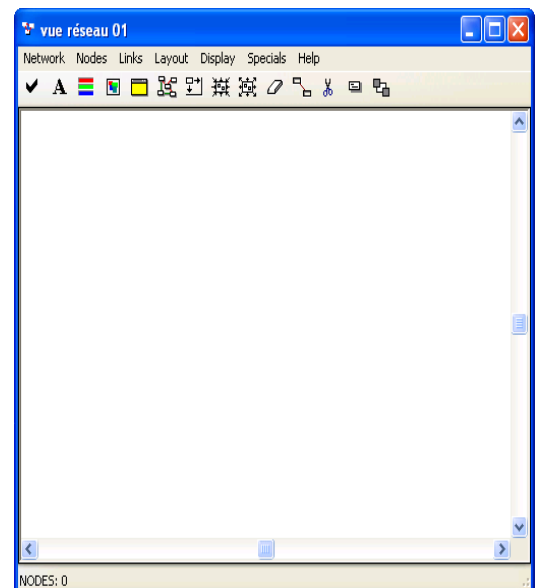 vue réseau 01
Network Nodes Links Layout Display Specials Help
A
NODES: 0